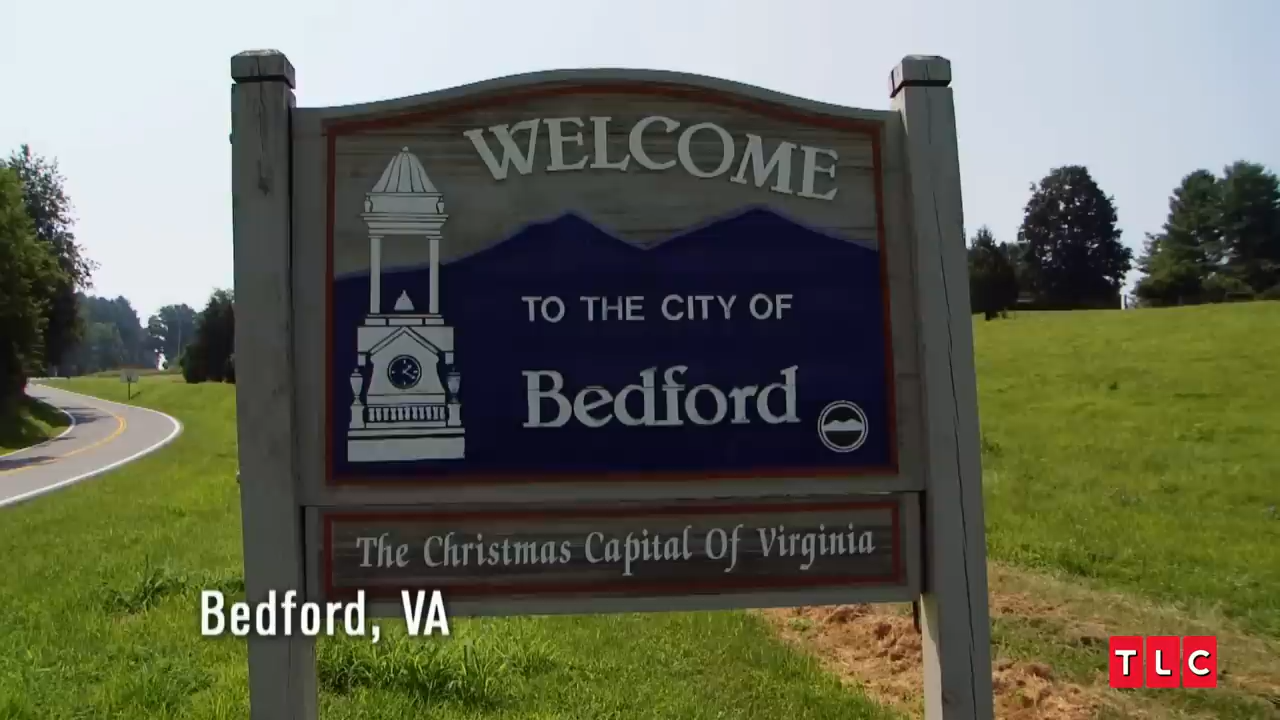 WELCOME
TO THE CITY OF
Bedford
The Christmas Capital Of Virginia
Bedford, VA
TLC